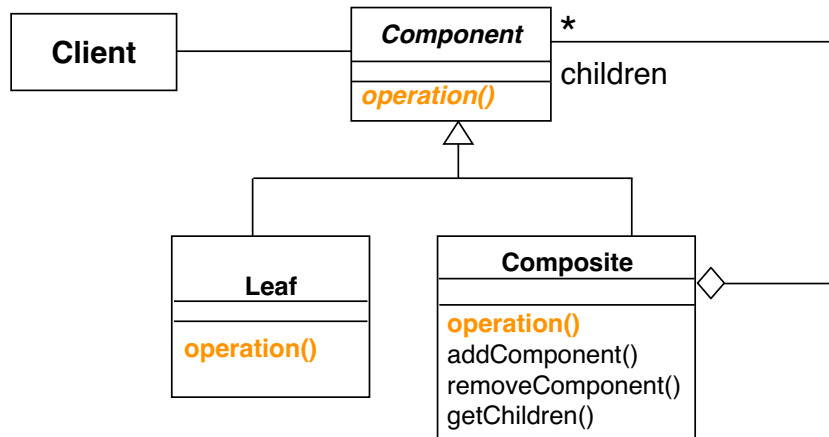 Client
Component
*
children
operation()
Leaf
operation()
Composite
operation()
addComponent()
removeComponent()
getChildren()